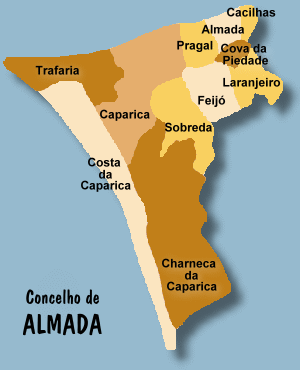 Cacilhas
Almada
Pragal
Cova da
Piedade
Trafaria
Laranjeiro
Feijó
Caparica
Sobreda
Costa
da
Caparica
Charneca
da
Caparica
Concelho de
ALMADA